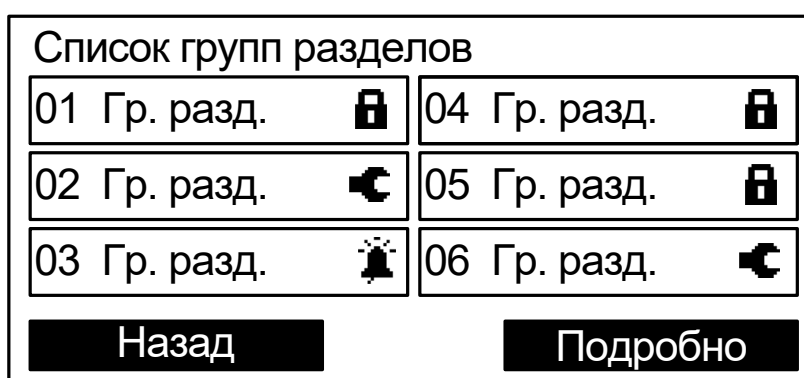 Список групп разделов
01 Гр. разд.
04 Гр. разд.
02 Гр. разд.
05 Гр. разд.
03 Гр. разд.
06 Гр. разд.
Назад
Подробно